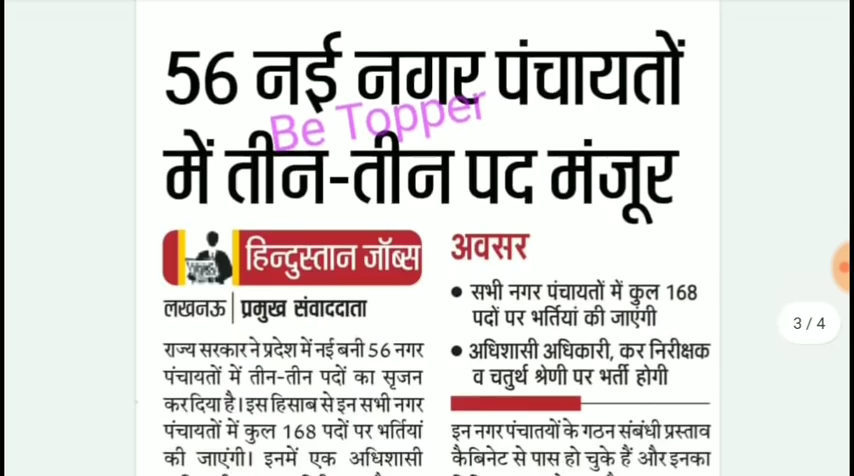 56 नई नगर पंचायतों
में तीन-तीन पद मंजूर
Be Topper
हिन्दुस्तान जॉब्स
लखनऊ | प्रमुख संवाददाता
राज्य सरकार ने प्रदेश में नई बनी 56 नगर
पंचायतों में तीन-तीन पदों का सृजन
कर दिया है। इस हिसाब से इन सभी नगर
पंचायतों में कुल 168 पदों पर भर्तियां
की जाएंगी। इनमें एक अधिशासी
अवसर
● सभी नगर पंचायतों में कुल 168
पदों पर भर्तियां की जाएंगी
● अधिशासी अधिकारी, कर निरीक्षक
व चतुर्थ श्रेणी पर भर्ती होगी
इन नगर पंचातयों के गठन संबंधी प्रस्ताव
कैबिनेट से पास हो चुके हैं और इनका
3 / 4